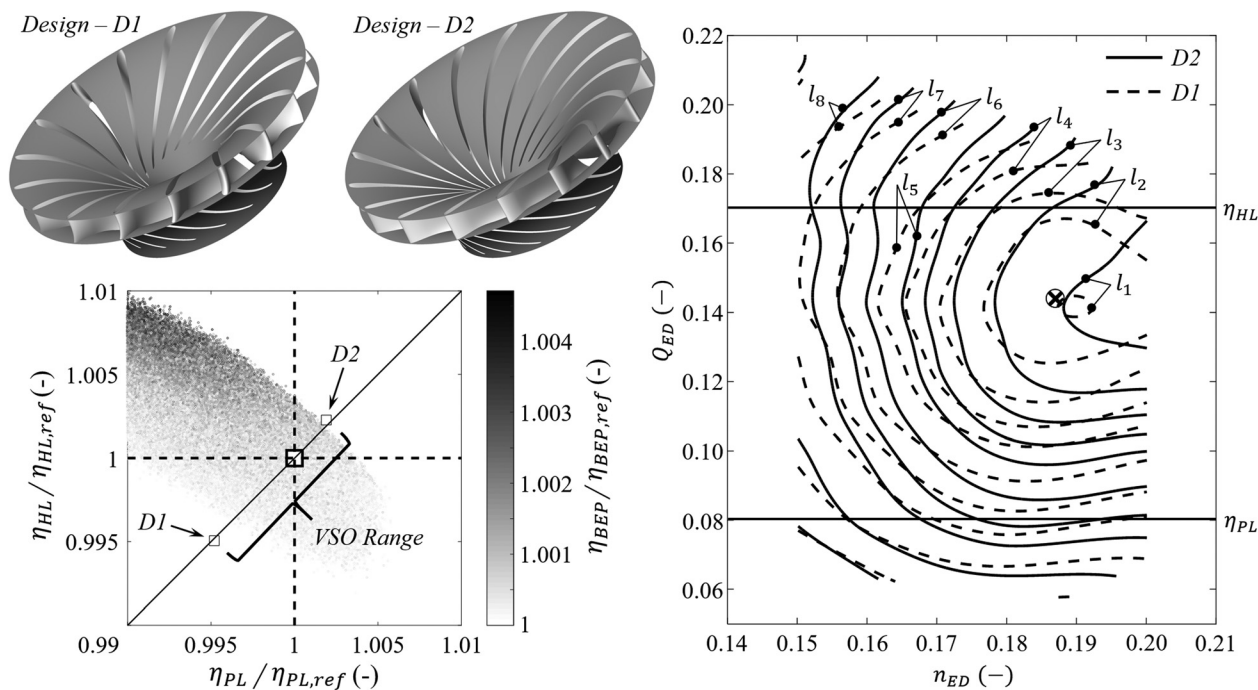 Design – D1
Design – D2
1.01
1.005
1
0.995
0.99
0.995
1
1.005
1.01
η_HL / η_HL,ref (-)
η_PL / η_PL,ref (-)
D2
D1
VSO Range
1.004
1.003
1.002
1.001
1
η_BEP / η_BEP,ref (–)
0.22
0.20
0.18
0.16
0.14
0.12
0.10
0.08
0.06
Q_ED (—)
0.14
0.15
0.16
0.17
0.18
0.19
0.20
0.21
n_ED (—)
D2
D1
l_8
l_7
l_6
l_4
l_3
l_5
l_2
l_1
η_HL
η_PL